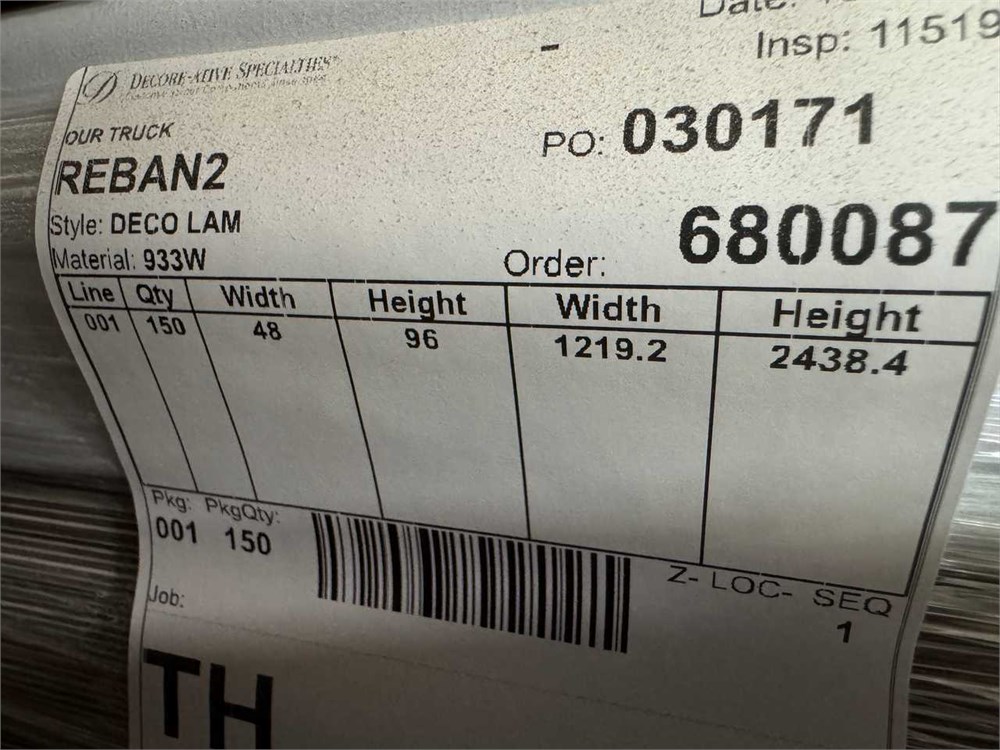 Date:
Insp: 11519
DECORE-ATIVE SPECIALTIES
OUR TRUCK
REBAN2
PO: 030171
Style: DECO LAM
Material: 933W
Order: 680087
Line Qty Width Height Width Height
001 150 48 96 1219.2 2438.4
Pkg: PkgQty:
001 150
Z- LOC- SEQ
1
Job:
TH